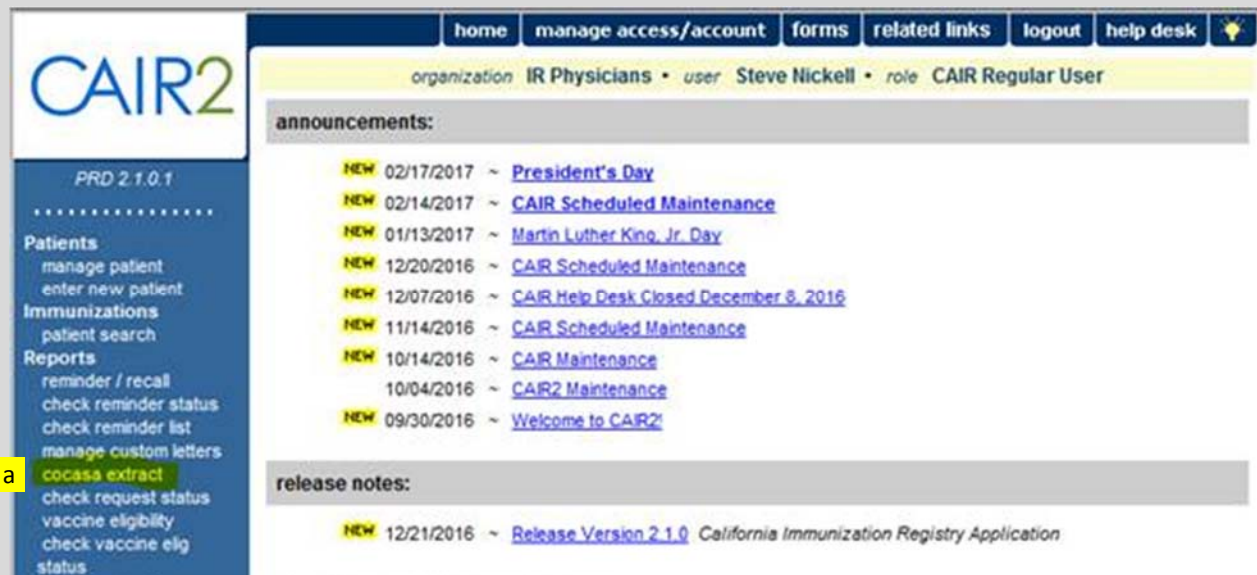 home manage access/account forms related links logout help desk
CAIR2
organization IR Physicians • user Steve Nickell • role CAIR Regular User
announcements:
PRD 2.1.0.1
Patients
manage patient
enter new patient
Immunizations
patient search
Reports
reminder / recall
check reminder status
check reminder list
manage custom letters
a cocasa extract
check request status
vaccine eligibility
check vaccine elig
status
NEW 02/17/2017 ~ President's Day
NEW 02/14/2017 ~ CAIR Scheduled Maintenance
NEW 01/13/2017 ~ Martin Luther King, Jr. Day
NEW 12/20/2016 ~ CAIR Scheduled Maintenance
NEW 12/07/2016 ~ CAIR Help Desk Closed December 8, 2016
NEW 11/14/2016 ~ CAIR Scheduled Maintenance
NEW 10/14/2016 ~ CAIR Maintenance
10/04/2016 ~ CAIR2 Maintenance
NEW 09/30/2016 ~ Welcome to CAIR2!
release notes:
NEW 12/21/2016 ~ Release Version 2.1.0 California Immunization Registry Application